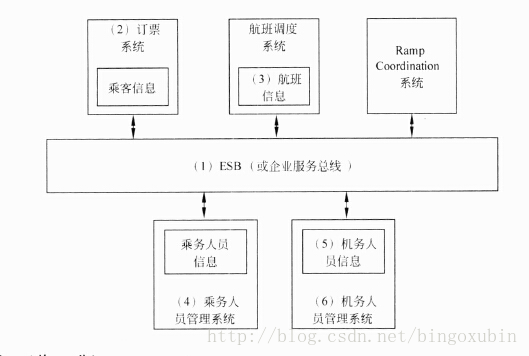 （2）订票
系统
乘客信息
航班调度
系统
（3）航班
信息
Ramp
Coordination
系统
（1）ESB（或企业服务总线）
乘务人员
信息
（4）乘务人
员管理系统
（5）机务人
员信息
（6）机务人
员管理系统
http://blog.csdn.net/bingoxubin